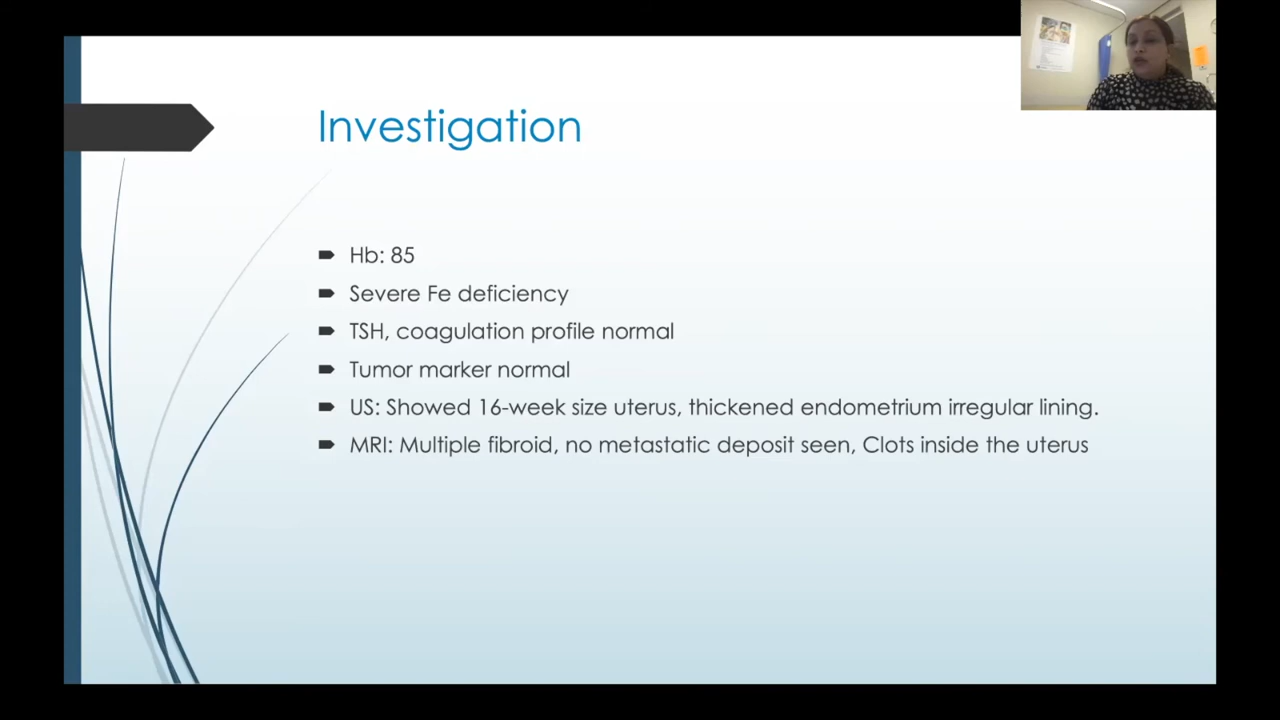 Investigation
Hb: 85
Severe Fe deficiency
TSH, coagulation profile normal
Tumor marker normal
US: Showed 16-week size uterus, thickened endometrium irregular lining.
MRI: Multiple fibroid, no metastatic deposit seen, Clots inside the uterus